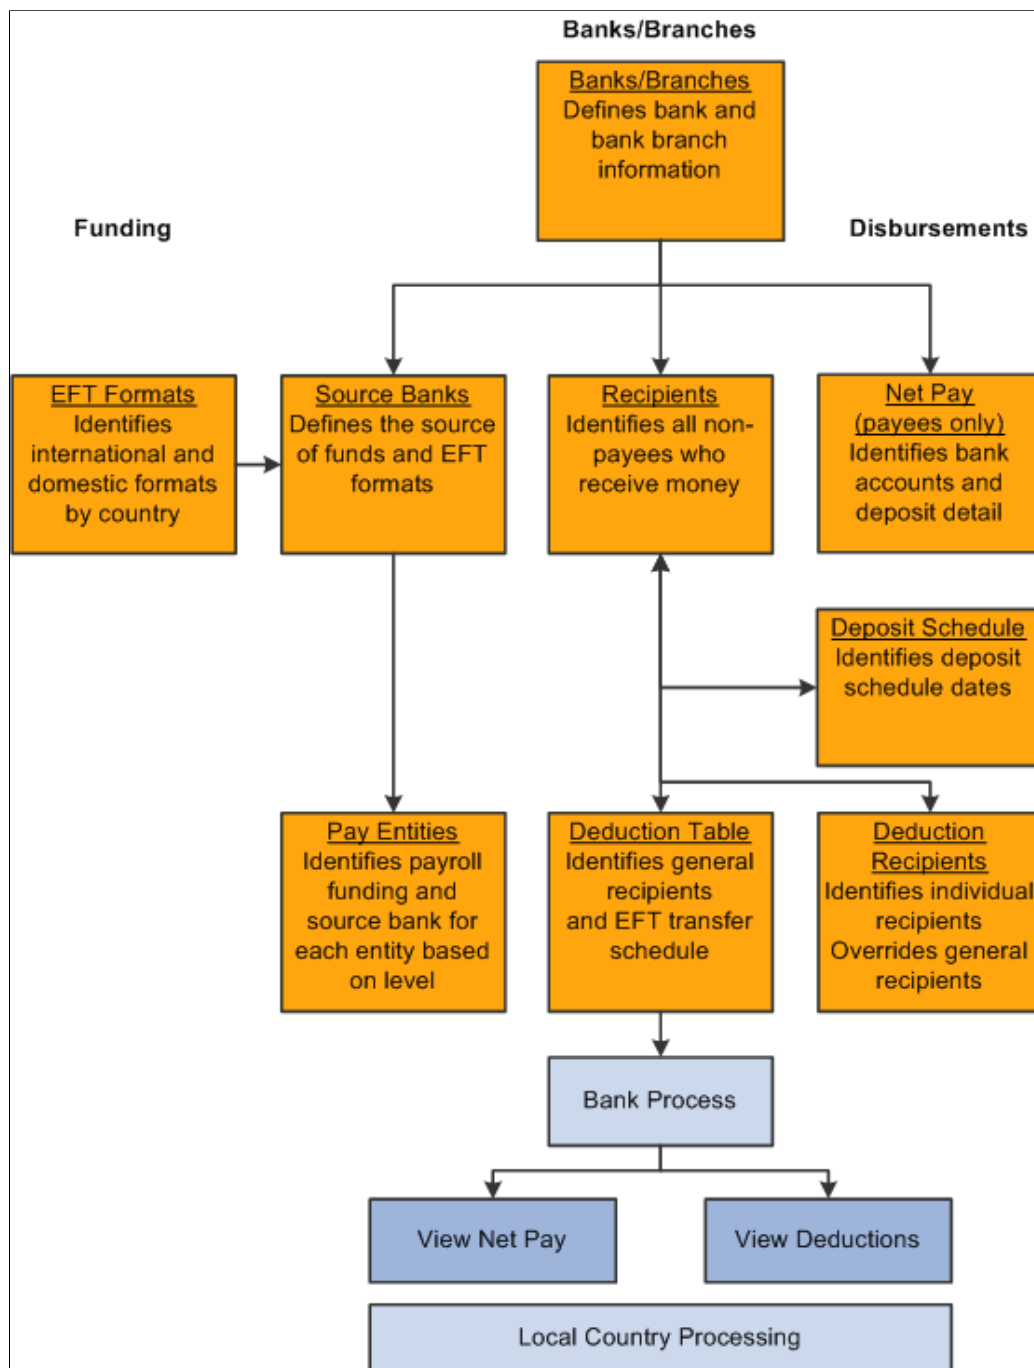 Banks/Branches
Banks/Branches
Defines bank and
bank branch
information
Funding
Disbursements
EFT Formats
Identifies
international and
domestic formats
by country
Source Banks
Defines the source
of funds and EFT
formats
Recipients
Identifies all non-
payees who
receive money
Net Pay
(payees only)
Identifies bank
accounts and
deposit detail
Deposit Schedule
Identifies deposit
schedule dates
Pay Entities
Identifies payroll
funding and
source bank for
each entity based
on level
Deduction Table
Identifies general
recipients
and EFT transfer
schedule
Deduction
Recipients
Identifies individual
recipients
Overrides general
recipients
Bank Process
View Net Pay
View Deductions
Local Country Processing